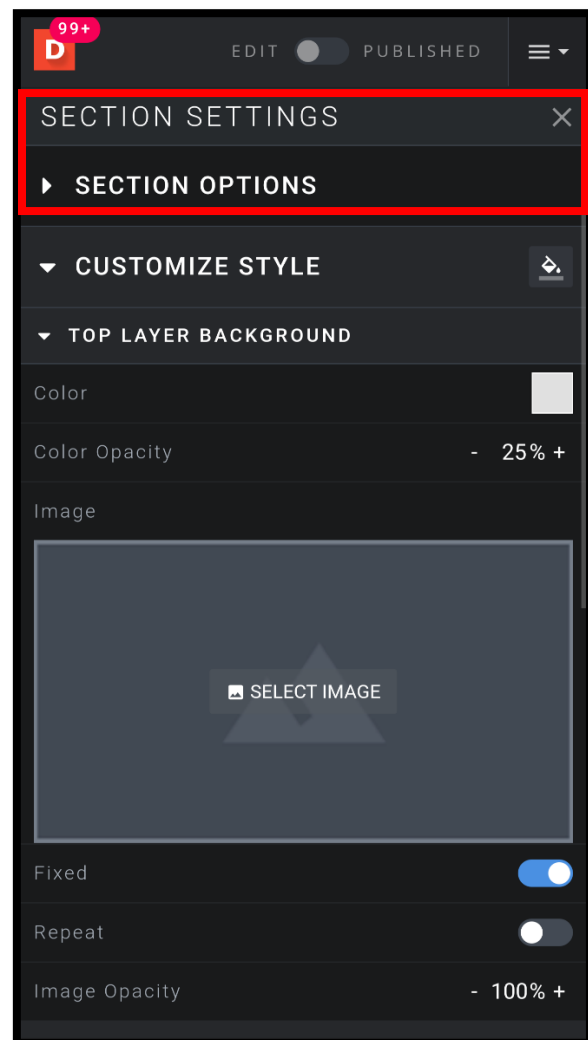 99+
D
EDIT PUBLISHED
SECTION SETTINGS
SECTION OPTIONS
CUSTOMIZE STYLE
TOP LAYER BACKGROUND
Color
Color Opacity - 25% +
Image
SELECT IMAGE
Fixed
Repeat
Image Opacity - 100% +